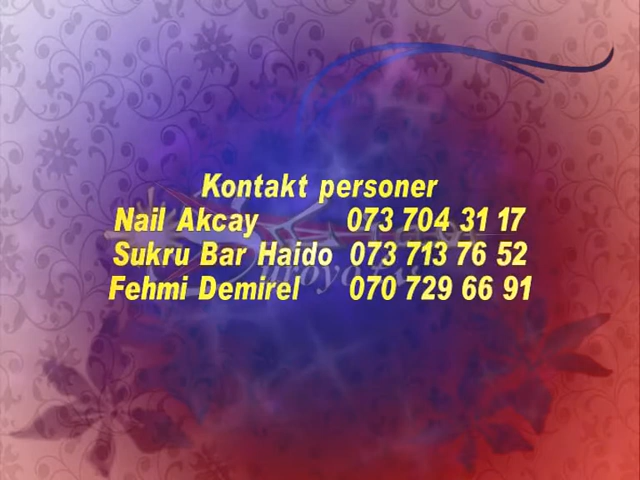 Kontakt personer
Nail Akcay 073 704 31 17
Sukru Bar Haido 073 713 76 52
Fehmi Demirel 070 729 66 91
Suroyo